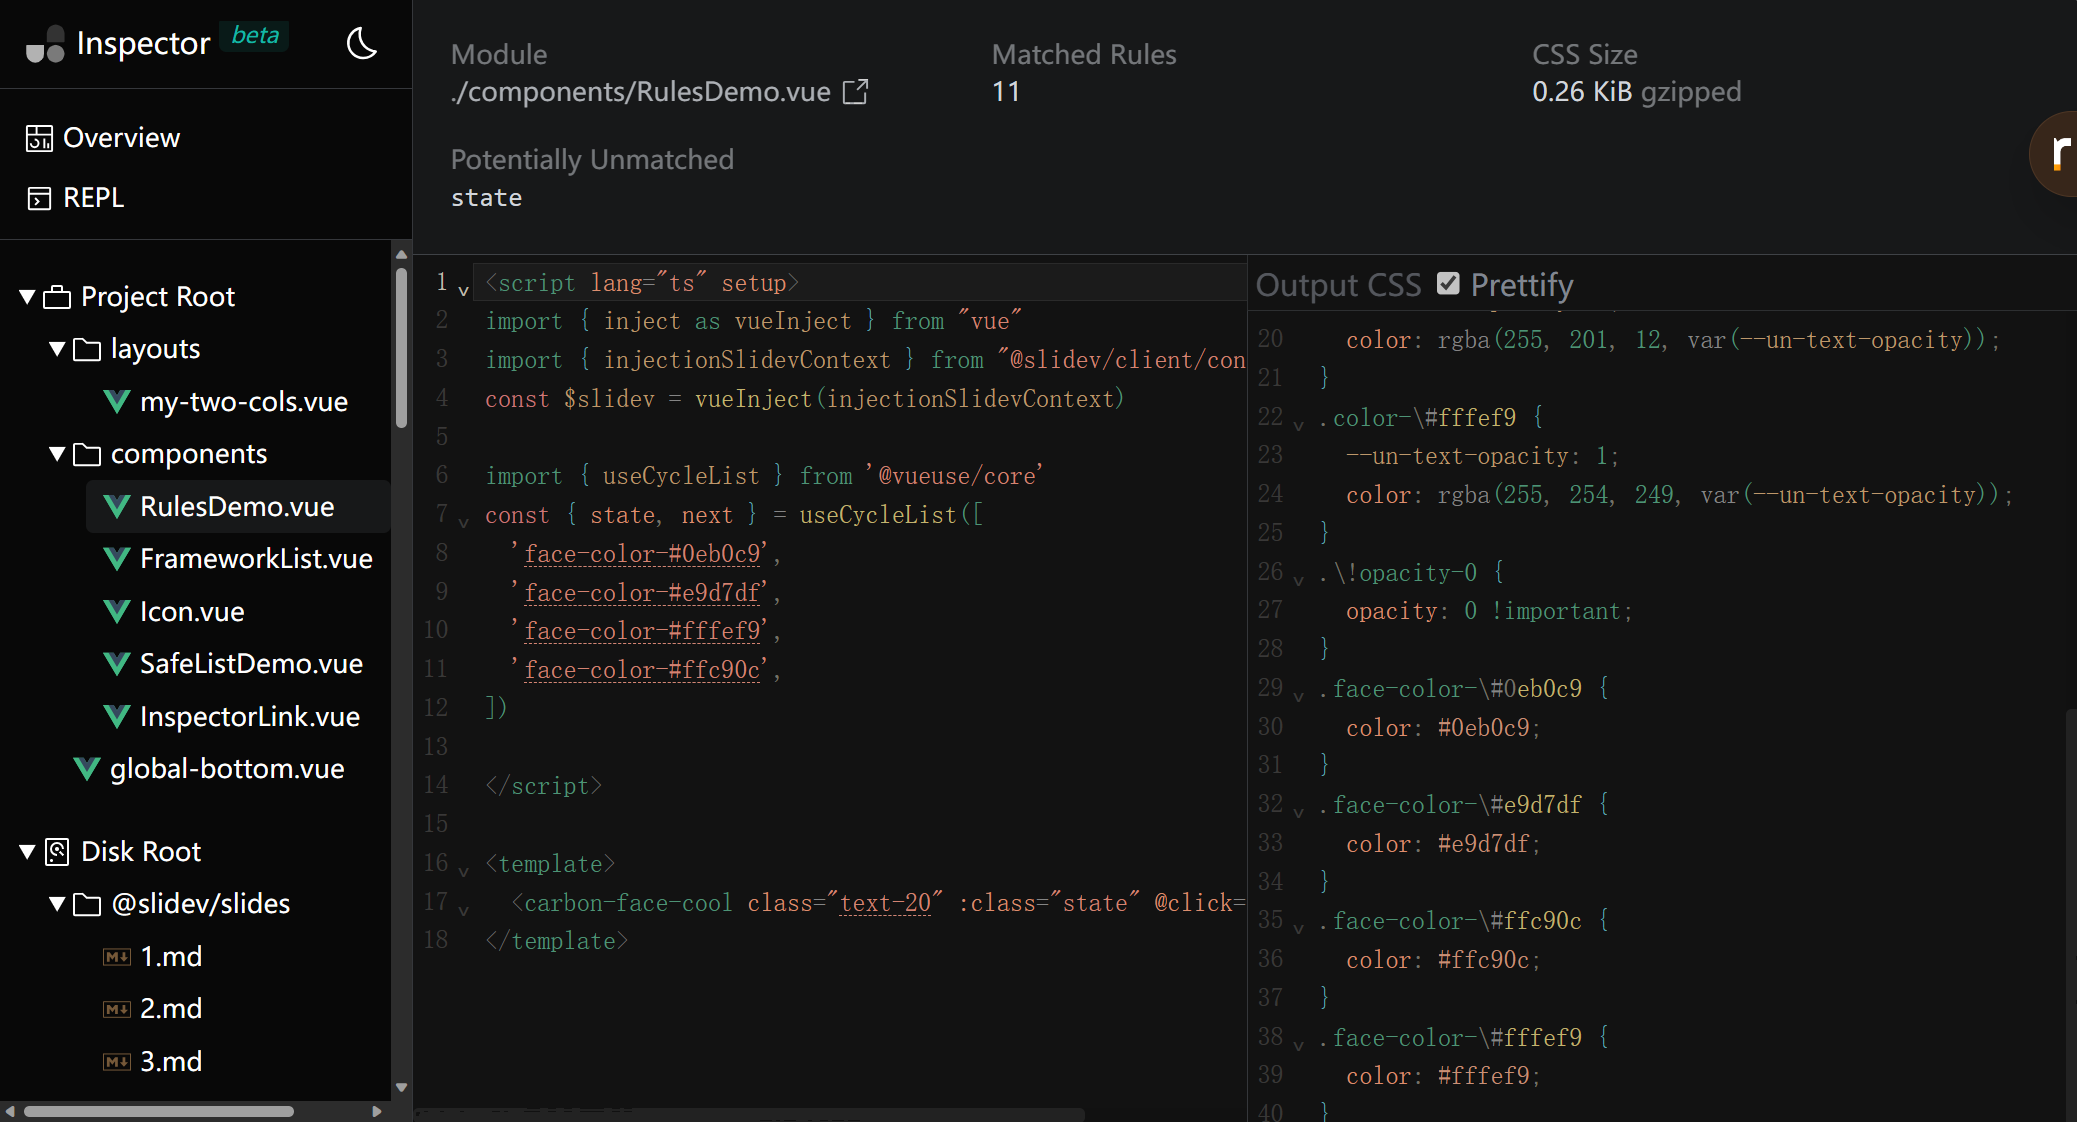 Inspector beta
Overview
REPL
Project Root
layouts
my-two-cols.vue
components
RulesDemo.vue
FrameworkList.vue
Icon.vue
SafeListDemo.vue
InspectorLink.vue
global-bottom.vue
Disk Root
@slidev/slides
1.md
2.md
3.md
Module
./components/RulesDemo.vue
Matched Rules
11
CSS Size
0.26 KiB gzipped
Potentially Unmatched
state
1 <script lang="ts" setup>
2 import { inject as vueInject } from "vue"
3 import { injectionSlidevContext } from "@slidev/client/con
4 const $slidev = vueInject(injectionSlidevContext)
5
6 import { useCycleList } from '@vueuse/core'
7 const { state, next } = useCycleList([
8 'face-color-#0eb0c9',
9 'face-color-#e9d7df',
10 'face-color-#fffef9',
11 'face-color-#ffc90c',
12 ])
13
14 </script>
15
16 <template>
17 <carbon-face-cool class="text-20" :class="state" @click=
18 </template>
Output CSS Prettify
20 color: rgba(255, 201, 12, var(--un-text-opacity));
21 }
22 .color-\#fffef9 {
23 --un-text-opacity: 1;
24 color: rgba(255, 254, 249, var(--un-text-opacity));
25 }
26 .\!opacity-0 {
27 opacity: 0 !important;
28 }
29 .face-color-\#0eb0c9 {
30 color: #0eb0c9;
31 }
32 .face-color-\#e9d7df {
33 color: #e9d7df;
34 }
35 .face-color-\#ffc90c {
36 color: #ffc90c;
37 }
38 .face-color-\#fffef9 {
39 color: #fffef9;
40 }
r